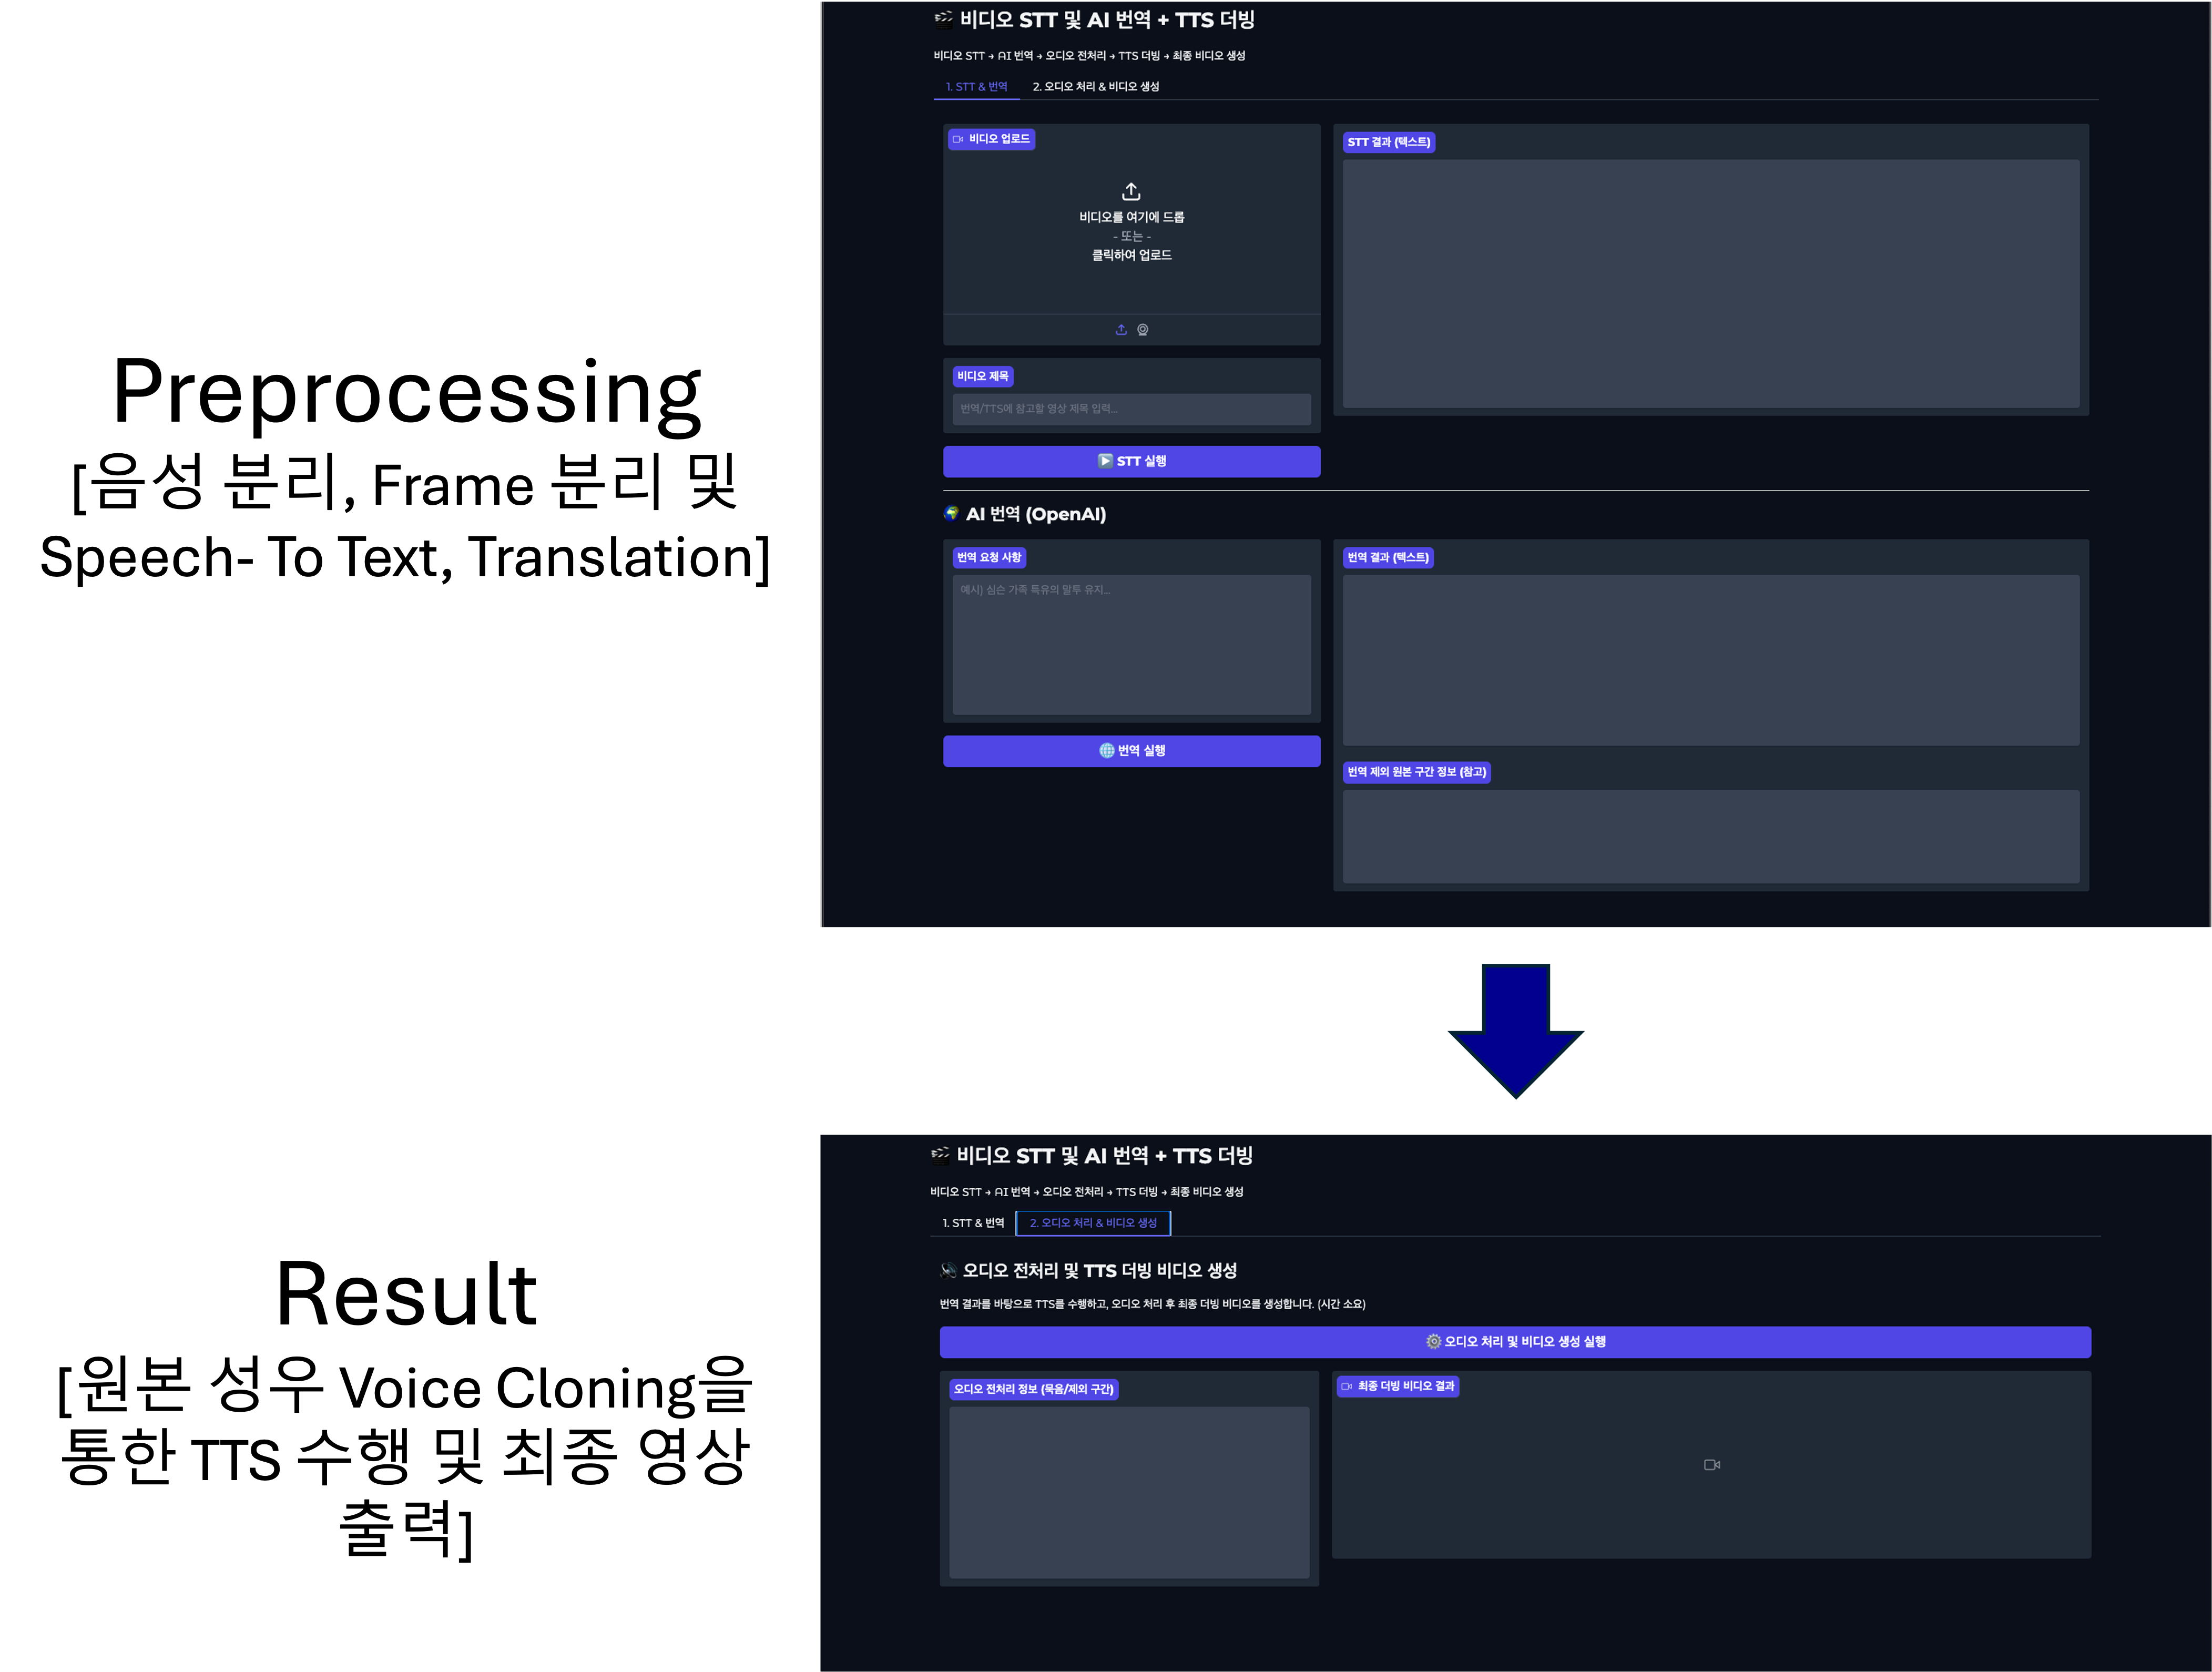 Preprocessing
[음성 분리, Frame 분리 및
Speech- To Text, Translation]
비디오 STT 및 AI 번역 + TTS 더빙
비디오 STT → AI 번역 → 오디오 전처리 → TTS 더빙 → 최종 비디오 생성
1. STT & 번역
2. 오디오 처리 & 비디오 생성
비디오 업로드
비디오를 여기에 드롭
- 또는 -
클릭하여 업로드
비디오 제목
번역/TTS에 참고할 영상 제목 입력...
STT 실행
STT 결과 (텍스트)
AI 번역 (OpenAI)
번역 요청 사항
예시) 심슨 가족 특유의 말투 유지...
번역 실행
번역 결과 (텍스트)
번역 제외 원본 구간 정보 (참고)
Result
[원본 성우 Voice Cloning을
통한 TTS 수행 및 최종 영상
출력]
비디오 STT 및 AI 번역 + TTS 더빙
비디오 STT → AI 번역 → 오디오 전처리 → TTS 더빙 → 최종 비디오 생성
1. STT & 번역
2. 오디오 처리 & 비디오 생성
오디오 전처리 및 TTS 더빙 비디오 생성
번역 결과를 바탕으로 TTS를 수행하고, 오디오 처리 후 최종 더빙 비디오를 생성합니다. (시간 소요)
오디오 처리 및 비디오 생성 실행
오디오 전처리 정보 (묵음/제외 구간)
최종 더빙 비디오 결과